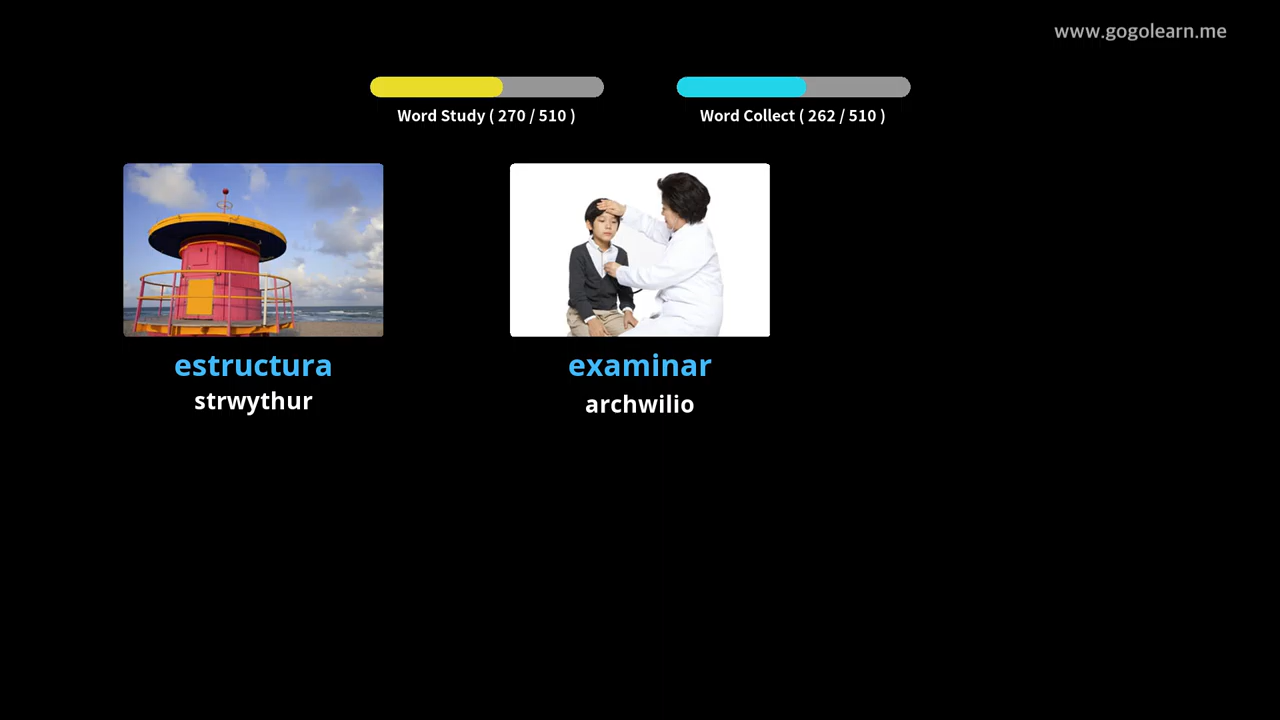 www.gogolearn.me
Word Study ( 270 / 510 )
Word Collect ( 262 / 510 )
estructura
strwythur
examinar
archwilio